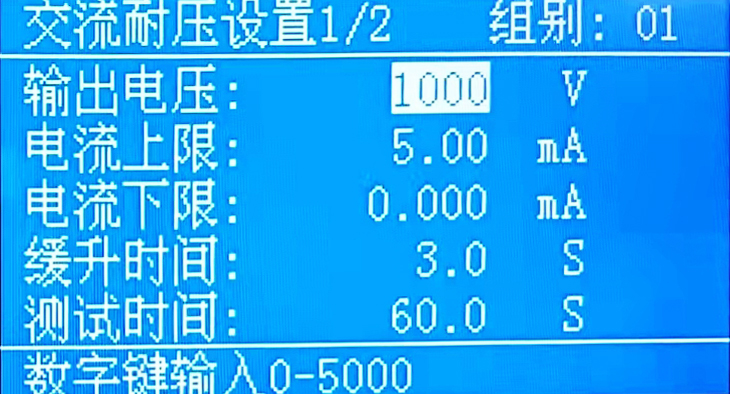 交流耐压设置1/2 组别: 01
输出电压: 1000 V
电流上限: 5.00 mA
电流下限: 0.000 mA
缓升时间: 3.0 S
测试时间: 60.0 S
数字键输入0-5000